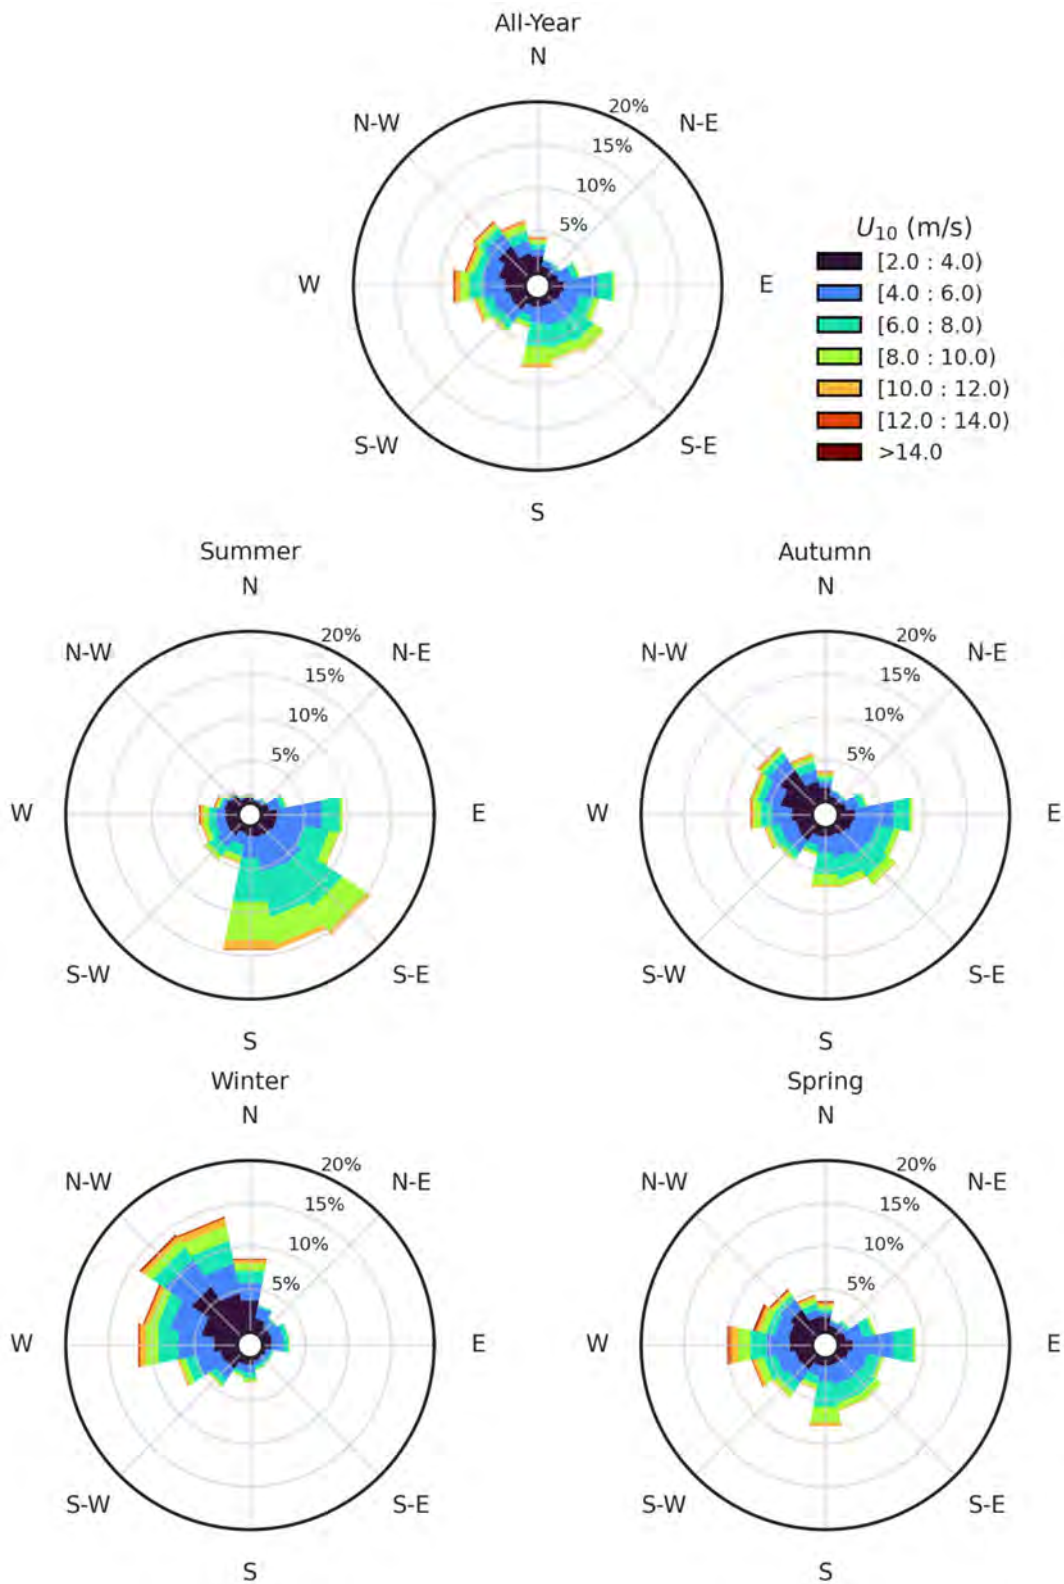 All-Year
N
N-W
N-E
20%
15%
10%
5%
W
E
S-W
S-E
S
U10 (m/s)
[2.0 : 4.0)
[4.0 : 6.0)
[6.0 : 8.0)
[8.0 : 10.0)
[10.0 : 12.0)
[12.0 : 14.0)
>14.0
Summer
N
N-W
N-E
20%
15%
10%
5%
W
E
S-W
S-E
S
Autumn
N
N-W
N-E
20%
15%
10%
5%
W
E
S-W
S-E
S
Winter
N
N-W
N-E
20%
15%
10%
5%
W
E
S-W
S-E
S
Spring
N
N-W
N-E
20%
15%
10%
5%
W
E
S-W
S-E
S